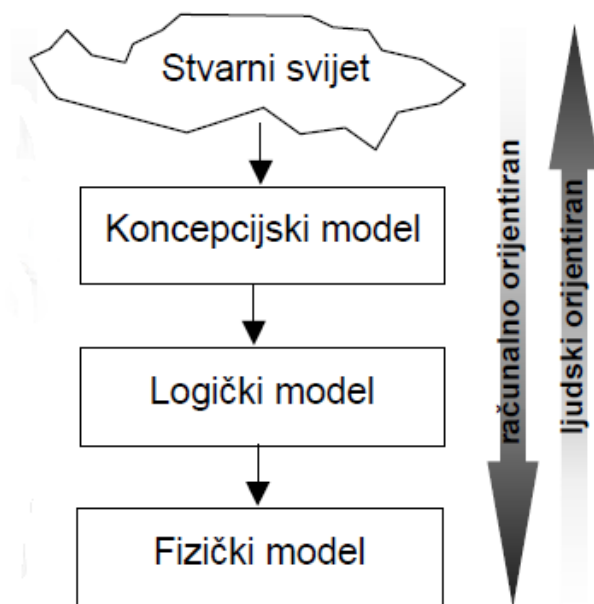 Stvarni svijet
Koncepcijski model
Logički model
Fizički model
računalno orijentiran
ljudski orijentiran